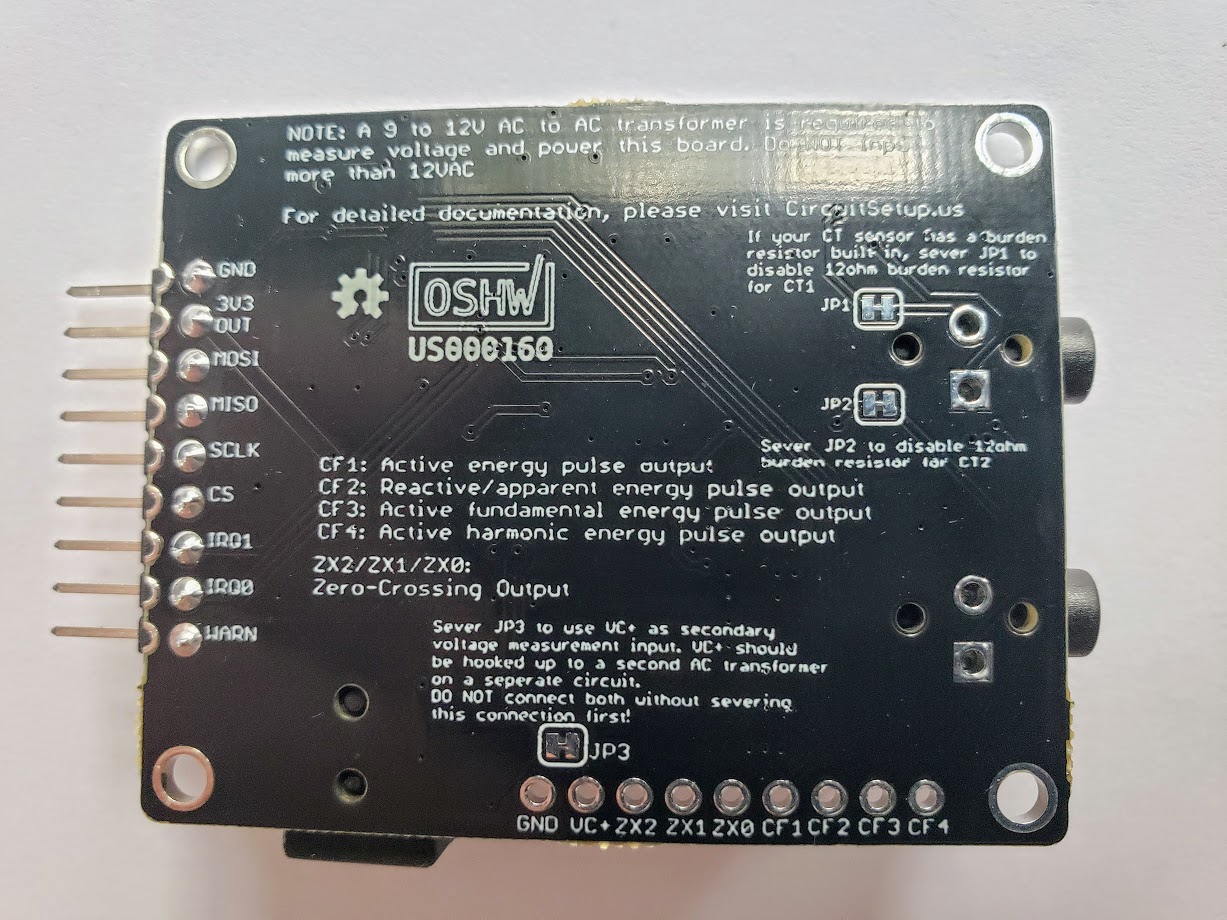 NOTE: A 9 to 12V AC to AC transformer is required to
measure voltage and power this board. Do NOT inp
more than 12VAC
For detailed documentation, please visit CircuitSetup.us
If your CT sensor has a burden
resistor built in, sever JP1 to
disable 12ohm burden resistor
for CT1
JP1
JP2
Sever JP2 to disable 12ohm
burden resistor for CT2
GND
3V3
OUT
MOSI
MISO
SCLK
CS
IRQ1
IRQ0
WARN
OSHW
US000160
CF1: Active energy pulse output
CF2: Reactive/apparent energy pulse output
CF3: Active fundamental energy pulse output
CF4: Active harmonic energy pulse output
ZX2/ZX1/ZX0:
Zero-Crossing Output
Sever JP3 to use VC+ as secondary
voltage measurement input. VC+ should
be hooked up to a second AC transformer
on a seperate circuit.
DO NOT connect both without severing
this connection first!
JP3
GND VC+ ZX2 ZX1 ZX0 CF1 CF2 CF3 CF4